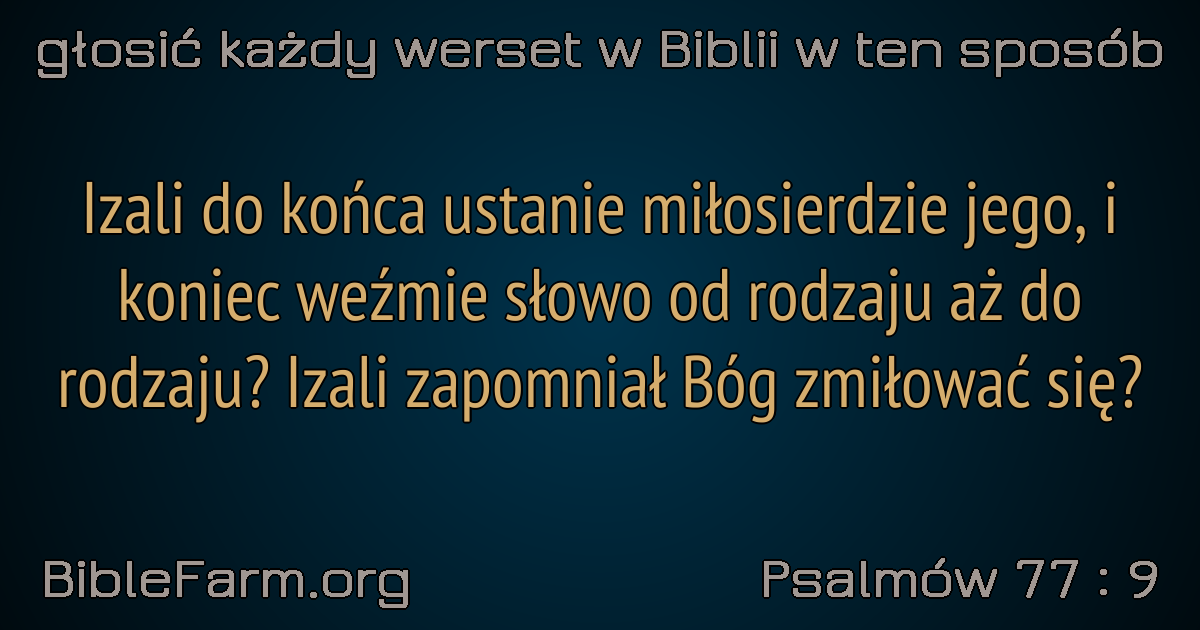 głosić każdy werset w Biblii w ten sposób
Izali do końca ustanie miłosierdzie jego, i
koniec weźmie słowo od rodzaju aż do
rodzaju? Izali zapomniał Bóg zmiłować się?
BibleFarm.org
Psalmów 77 : 9